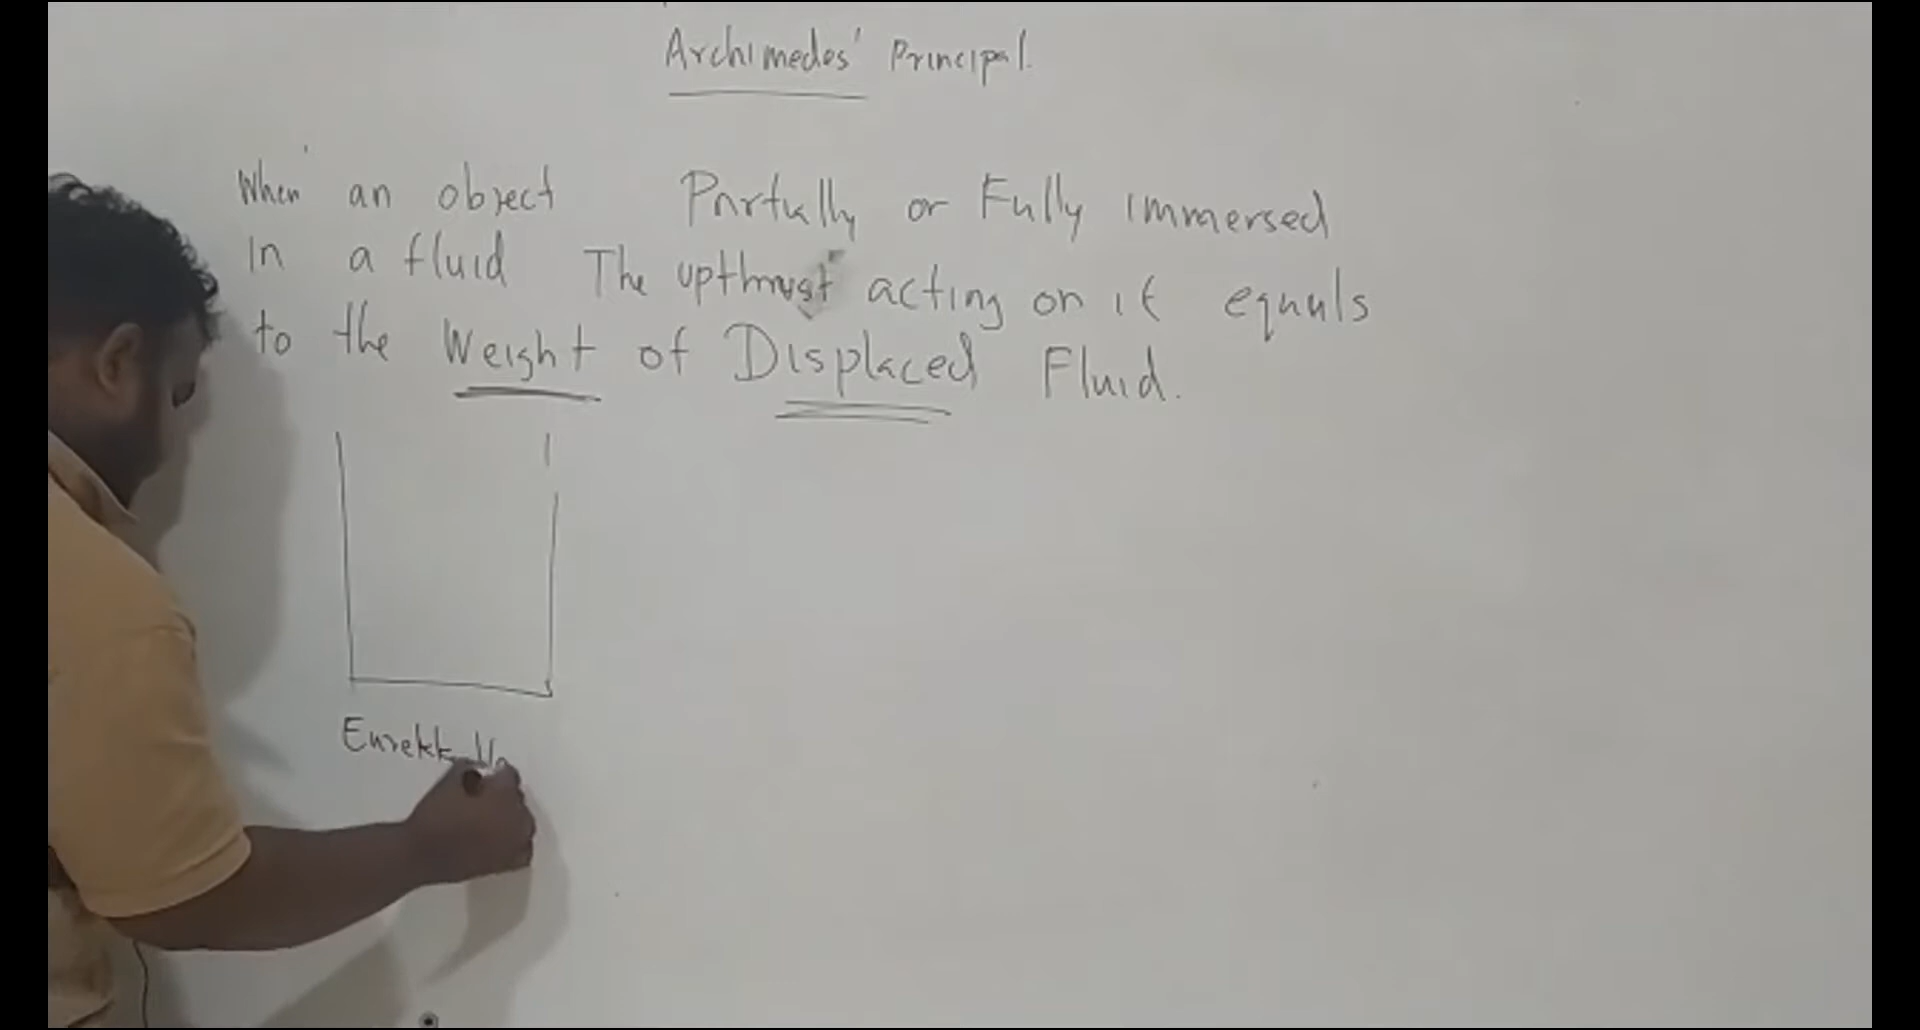 Archimedes' Principal.
When an object Partially or Fully immersed
in a fluid The upthrust acting on it equals
to the Weight of Displaced Fluid.